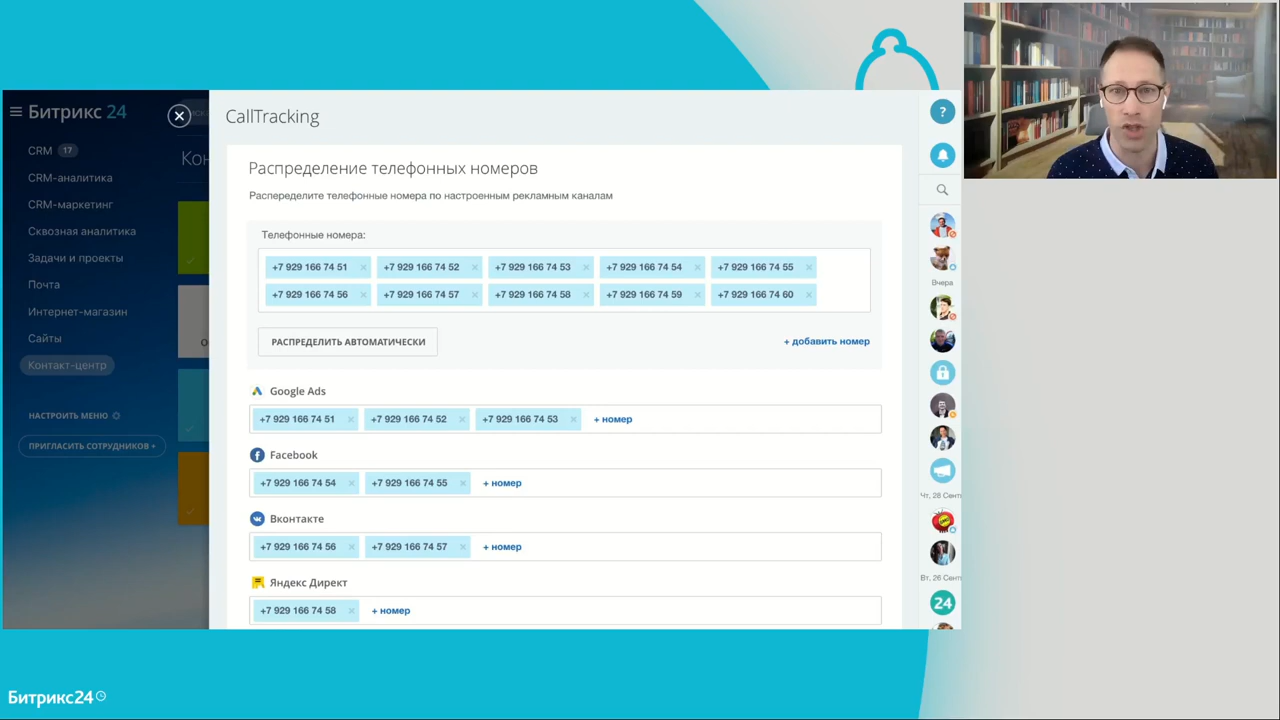 Битрикс 24
CRM 17
CRM-аналитика
CRM-маркетинг
Сквозная аналитика
Задачи и проекты
Почта
Интернет-магазин
Сайты
Контакт-центр
НАСТРОИТЬ МЕНЮ
ПРИГЛАСИТЬ СОТРУДНИКОВ +
CallTracking
Распределение телефонных номеров
Распеределите телефонные номера по настроенным рекламным каналам
Телефонные номера:
+7 929 166 74 51 × +7 929 166 74 52 × +7 929 166 74 53 × +7 929 166 74 54 × +7 929 166 74 55 ×
+7 929 166 74 56 × +7 929 166 74 57 × +7 929 166 74 58 × +7 929 166 74 59 × +7 929 166 74 60 ×
РАСПРЕДЕЛИТЬ АВТОМАТИЧЕСКИ + добавить номер
Google Ads
+7 929 166 74 51 × +7 929 166 74 52 × +7 929 166 74 53 × + номер
Facebook
+7 929 166 74 54 × +7 929 166 74 55 × + номер
Вконтакте
+7 929 166 74 56 × +7 929 166 74 57 × + номер
Яндекс Директ
+7 929 166 74 58 × + номер
?
Вчера
Чт, 28 Сент
Вт, 26 Сент
24
Битрикс24